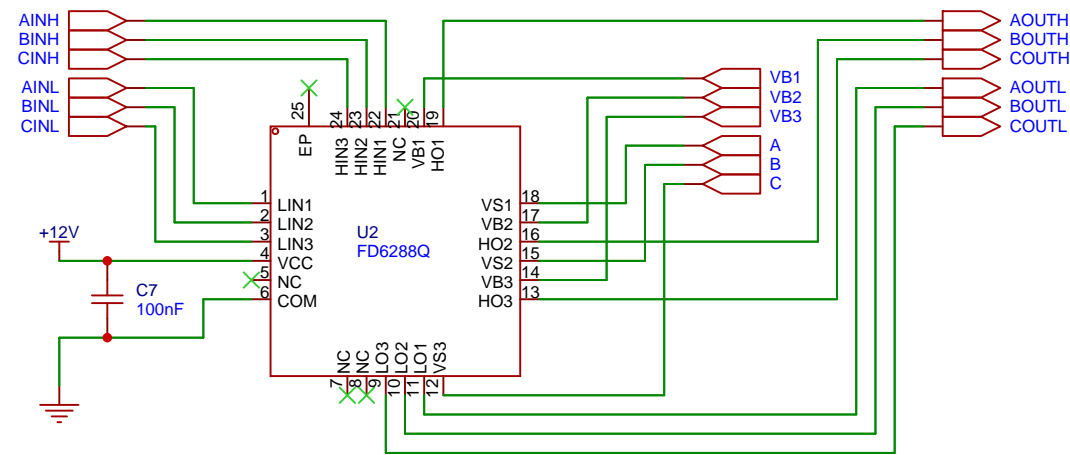 AINH
BINH
CINH
AINL
BINL
CINL
AOUTH
BOUTH
COUTH
AOUTL
BOUTL
COUTL
VB1
VB2
VB3
A
B
C
25 24 23 22 21 20 19
EP HIN3 HIN2 HIN1 NC VB1 HO1
1 LIN1
2 LIN2
3 LIN3
4 VCC
5 NC
6 COM
U2
FD6288Q
VS1 18
VB2 17
HO2 16
VS2 15
VB3 14
HO3 13
NC NC LO3 LO2 LO1 VS3
7 8 9 10 11 12
+12V
C7
100nF